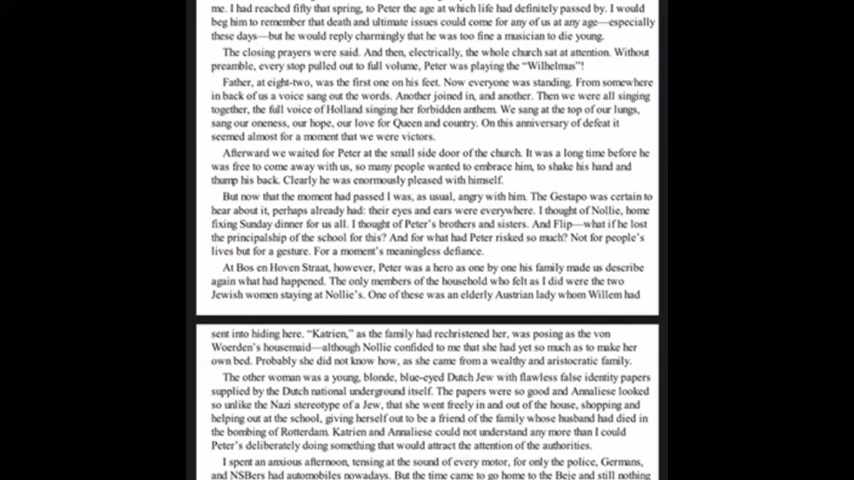 me. I had reached fifty that spring, to Peter the age at which life had definitely passed by. I would
beg him to remember that death and ultimate issues could come for any of us at any age—especially
these days—but he would reply charmingly that he was too fine a musician to die young.
The closing prayers were said. And then, electrically, the whole church sat at attention. Without
preamble, every stop pulled out to full volume, Peter was playing the “Wilhelmus”!
Father, at eight-two, was the first one on his feet. Now everyone was standing. From somewhere
in back of us a voice sang out the words. Another joined in, and another. Then we were all singing
together, the full voice of Holland singing her forbidden anthem. We sang at the top of our lungs,
sang our oneness, our hope, our love for Queen and country. On this anniversary of defeat it
seemed almost for a moment that we were victors.
Afterward we waited for Peter at the small side door of the church. It was a long time before he
was free to come away with us, so many people wanted to embrace him, to shake his hand and
thump his back. Clearly he was enormously pleased with himself.
But now that the moment had passed I was, as usual, angry with him. The Gestapo was certain to
hear about it, perhaps already had: their eyes and ears were everywhere. I thought of Nollie, home
fixing Sunday dinner for us all. I thought of Peter’s brothers and sisters. And Flip—what if he lost
the principalship of the school for this? And for what had Peter risked so much? Not for people’s
lives but for a gesture. For a moment’s meaningless defiance.
At Bos en Hoven Straat, however, Peter was a hero as one by one his family made us describe
again what had happened. The only members of the household who felt as I did were the two
Jewish women staying at Nollie’s. One of these was an elderly Austrian lady whom Willem had
sent into hiding here. “Katrien,” as the family had rechristened her, was posing as the von
Woerden’s housemaid—although Nollie confided to me that she had yet so much as to make her
own bed. Probably she did not know how, as she came from a wealthy and aristocratic family.
The other woman was a young, blonde, blue-eyed Dutch Jew with flawless false identity papers
supplied by the Dutch national underground itself. The papers were so good and Annaliese looked
so unlike the Nazi stereotype of a Jew, that she went freely in and out of the house, shopping and
helping out at the school, giving herself out to be a friend of the family whose husband had died in
the bombing of Rotterdam. Katrien and Annaliese could not understand any more than I could
Peter’s deliberately doing something that would attract the attention of the authorities.
I spent an anxious afternoon, tensing at the sound of every motor, for only the police, Germans,
and NSBers had automobiles nowadays. But the time came to go home to the Beje and still nothing